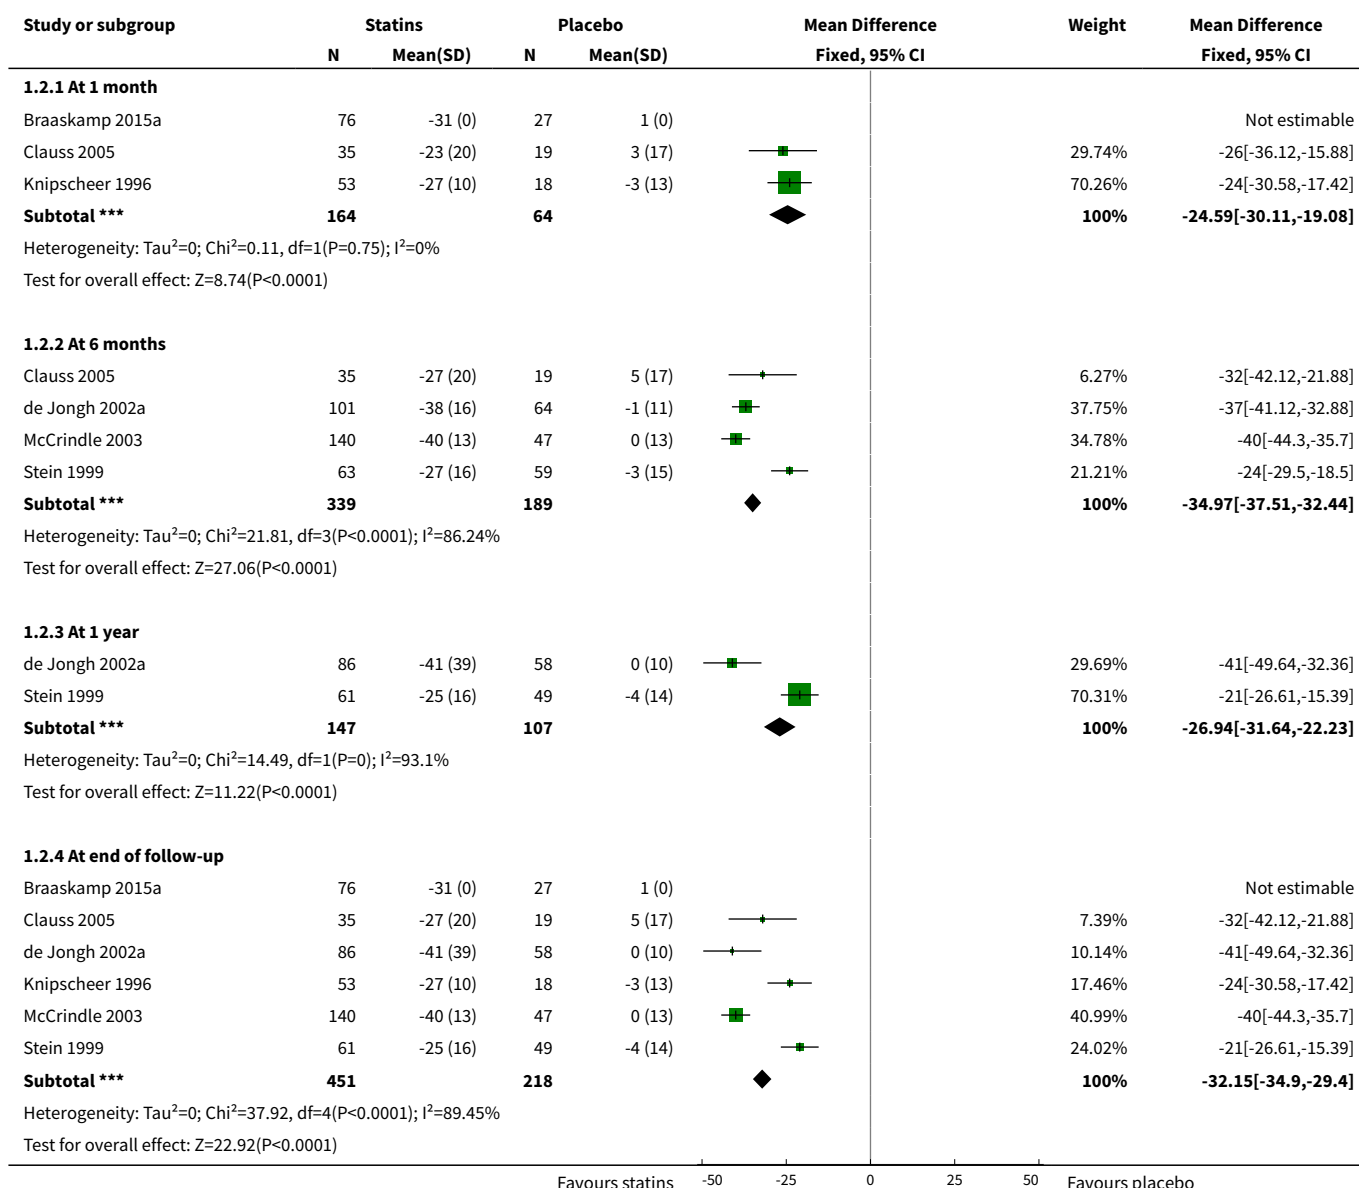 Study or subgroup Statins Placebo Mean Difference Weight Mean Difference
N Mean(SD) N Mean(SD) Fixed, 95% CI Fixed, 95% CI
1.2.1 At 1 month
Braaskamp 2015a 76 -31 (0) 27 1 (0) Not estimable
Clauss 2005 35 -23 (20) 19 3 (17) 29.74% -26[-36.12,-15.88]
Knipscheer 1996 53 -27 (10) 18 -3 (13) 70.26% -24[-30.58,-17.42]
Subtotal *** 164 64 100% -24.59[-30.11,-19.08]
Heterogeneity: Tau²=0; Chi²=0.11, df=1(P=0.75); I²=0%
Test for overall effect: Z=8.74(P<0.0001)
1.2.2 At 6 months
Clauss 2005 35 -27 (20) 19 5 (17) 6.27% -32[-42.12,-21.88]
de Jongh 2002a 101 -38 (16) 64 -1 (11) 37.75% -37[-41.12,-32.88]
McCrindle 2003 140 -40 (13) 47 0 (13) 34.78% -40[-44.3,-35.7]
Stein 1999 63 -27 (16) 59 -3 (15) 21.21% -24[-29.5,-18.5]
Subtotal *** 339 189 100% -34.97[-37.51,-32.44]
Heterogeneity: Tau²=0; Chi²=21.81, df=3(P<0.0001); I²=86.24%
Test for overall effect: Z=27.06(P<0.0001)
1.2.3 At 1 year
de Jongh 2002a 86 -41 (39) 58 0 (10) 29.69% -41[-49.64,-32.36]
Stein 1999 61 -25 (16) 49 -4 (14) 70.31% -21[-26.61,-15.39]
Subtotal *** 147 107 100% -26.94[-31.64,-22.23]
Heterogeneity: Tau²=0; Chi²=14.49, df=1(P=0); I²=93.1%
Test for overall effect: Z=11.22(P<0.0001)
1.2.4 At end of follow-up
Braaskamp 2015a 76 -31 (0) 27 1 (0) Not estimable
Clauss 2005 35 -27 (20) 19 5 (17) 7.39% -32[-42.12,-21.88]
de Jongh 2002a 86 -41 (39) 58 0 (10) 10.14% -41[-49.64,-32.36]
Knipscheer 1996 53 -27 (10) 18 -3 (13) 17.46% -24[-30.58,-17.42]
McCrindle 2003 140 -40 (13) 47 0 (13) 40.99% -40[-44.3,-35.7]
Stein 1999 61 -25 (16) 49 -4 (14) 24.02% -21[-26.61,-15.39]
Subtotal *** 451 218 100% -32.15[-34.9,-29.4]
Heterogeneity: Tau²=0; Chi²=37.92, df=4(P<0.0001); I²=89.45%
Test for overall effect: Z=22.92(P<0.0001)
Favours statins -50 -25 0 25 50 Favours placebo